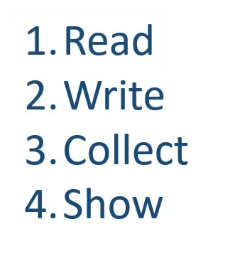 1. Read
2. Write
3. Collect
4. Show